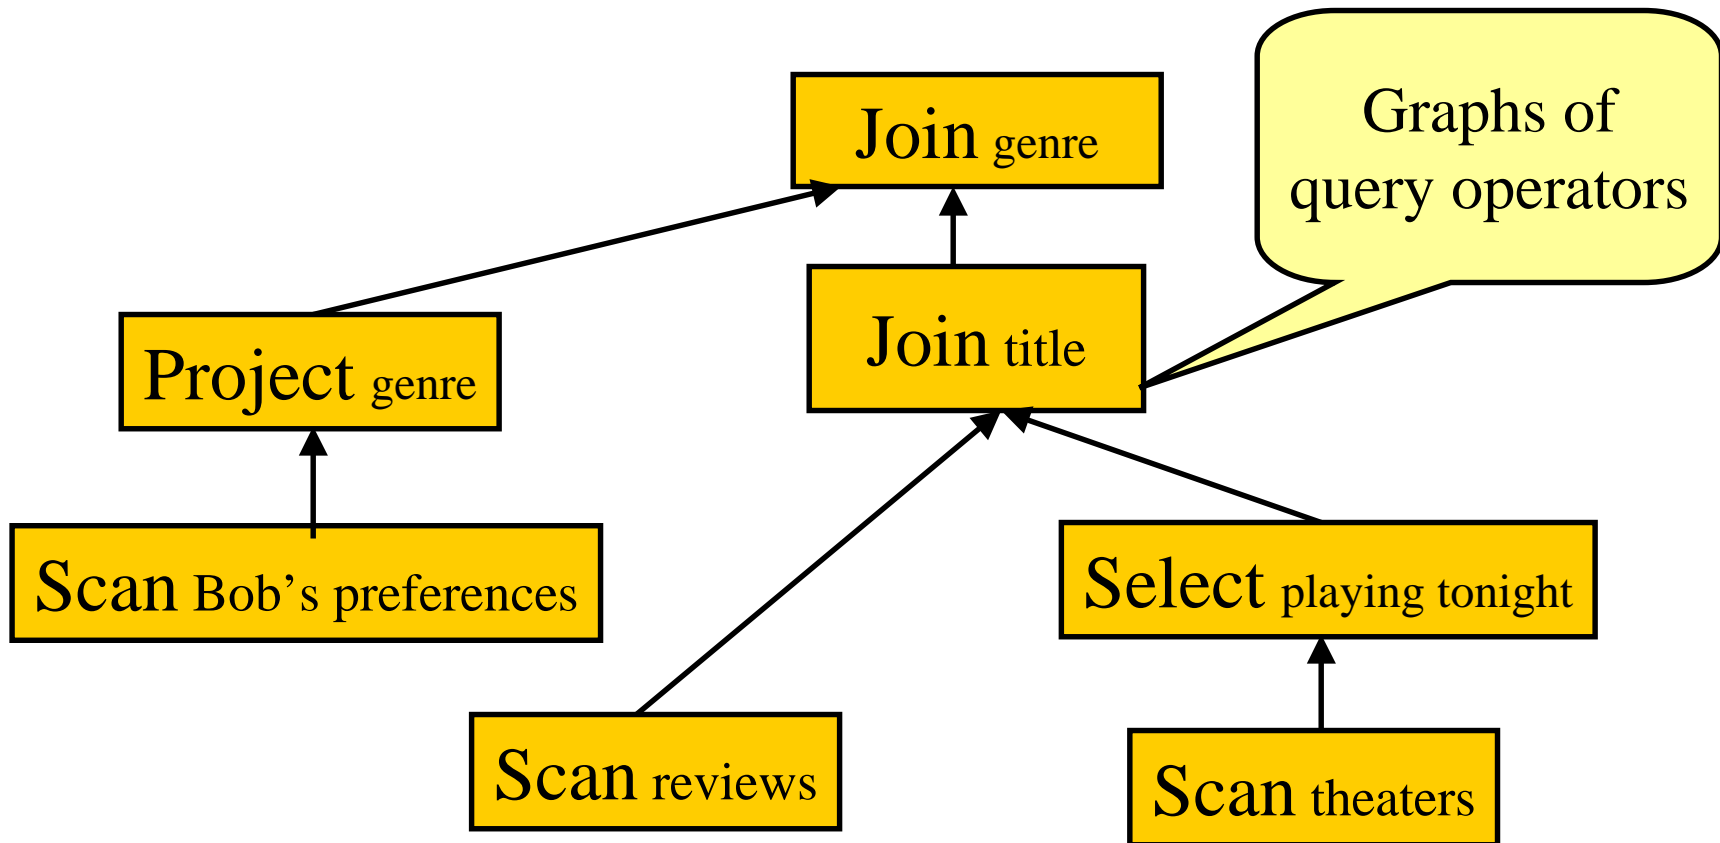 Join genre
Graphs of
query operators
Join title
Project genre
Scan Bob’s preferences
Select playing tonight
Scan reviews
Scan theaters